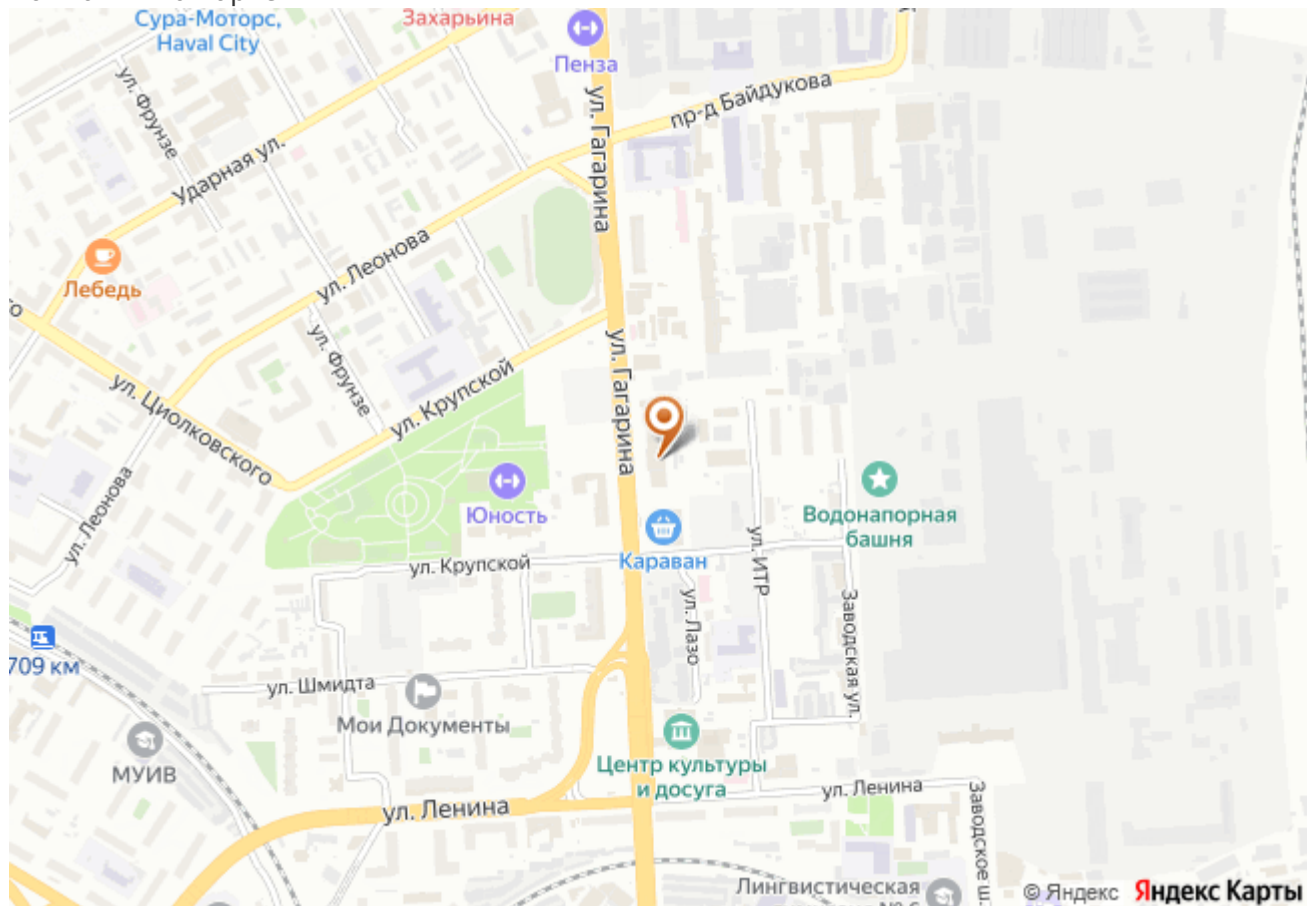 Сура-Моторс,
Haval City
Захарьина
Пенза
ул. Фрунзе
ул. Гагарина
пр-д Байдукова
Ударная ул.
ул. Гагарина
ул. Леонова
Лебедь
ул. Фрунзе
ул. Гагарина
ул. Крупской
ул. Циолковского
ул. Леонова
Юность
Водонапорная
башня
Караван
ул. Крупской
ул. ИТР
ул. Лазо
Заводская ул.
709 км
ул. Шмидта
Мои Документы
МУИВ
Центр культуры
и досуга
ул. Ленина
ул. Ленина
Заводское ш.
Лингвистическая
© Яндекс Яндекс Карты